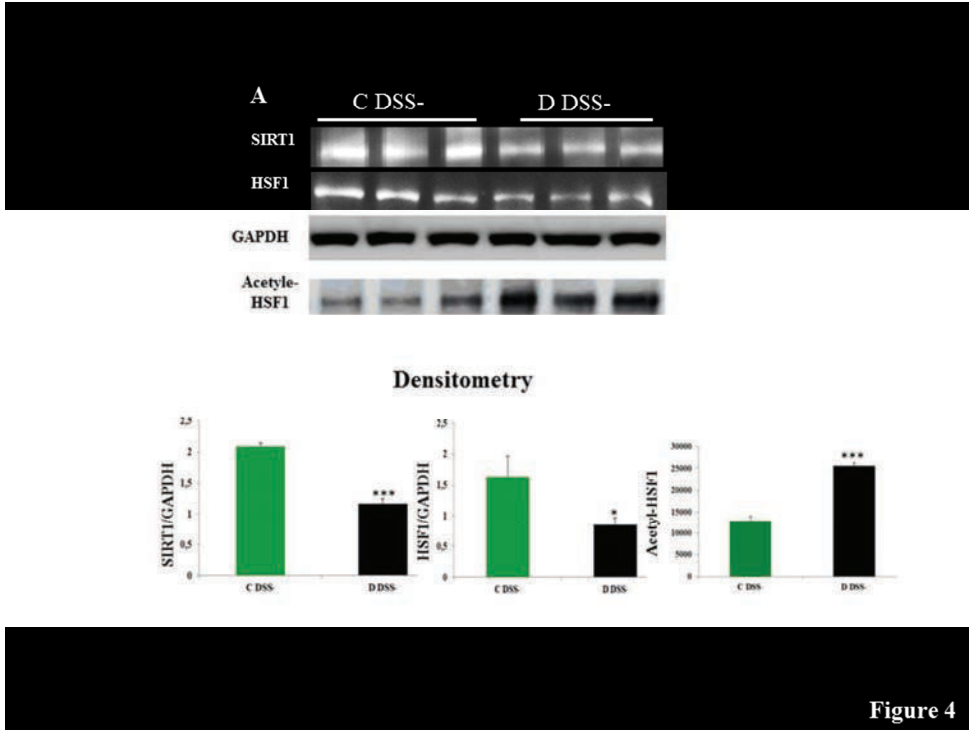 A
C DSS-
D DSS-
SIRT1
HSF1
GAPDH
Acetyle-
HSF1
Densitometry
SIRT1/GAPDH
2,5
2
1,5
1
0,5
0
***
C DSS-
D DSS-
HSF1/GAPDH
2,5
2
1,5
1
0,5
0
*
C DSS-
D DSS-
Acetyl-HSF1
30000
25000
20000
15000
10000
5000
0
***
C DSS-
D DSS-
Figure 4